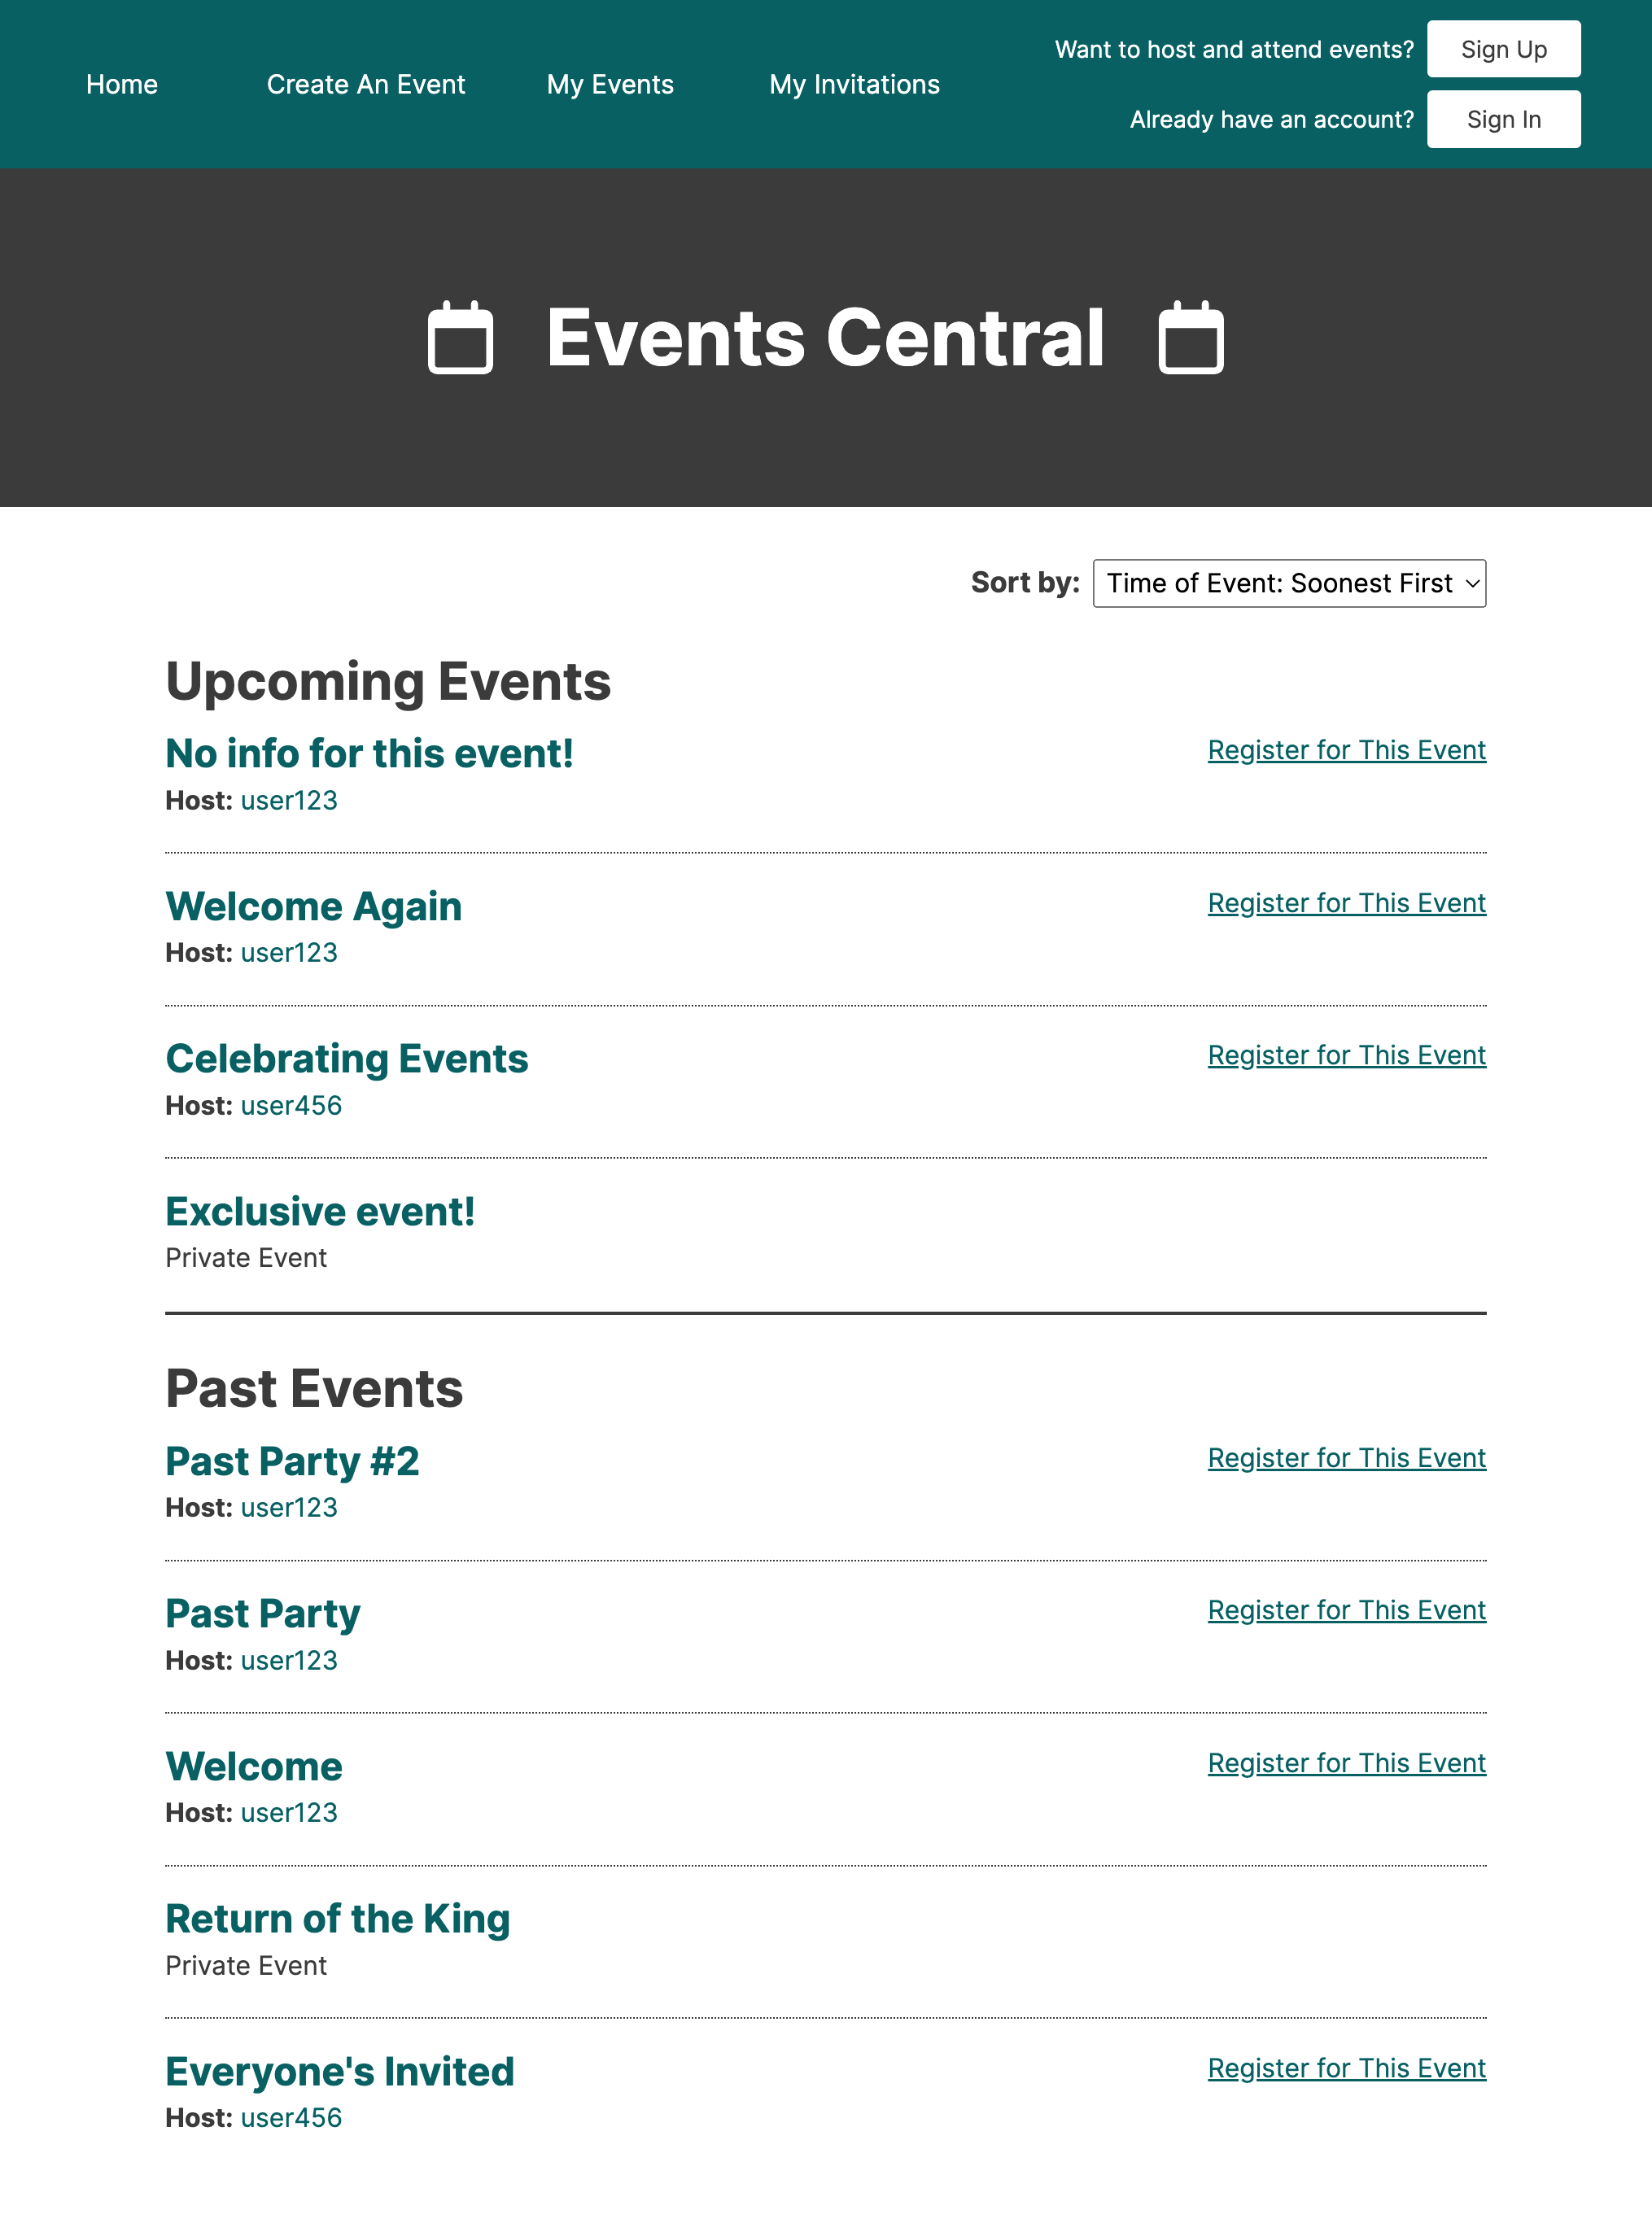 Home
Create An Event
My Events
My Invitations
Want to host and attend events?
Sign Up
Already have an account?
Sign In
Events Central
Sort by: Time of Event: Soonest First
Upcoming Events
No info for this event!
Register for This Event
Host: user123
Welcome Again
Register for This Event
Host: user123
Celebrating Events
Register for This Event
Host: user456
Exclusive event!
Private Event
Past Events
Past Party #2
Register for This Event
Host: user123
Past Party
Register for This Event
Host: user123
Welcome
Register for This Event
Host: user123
Return of the King
Private Event
Everyone's Invited
Register for This Event
Host: user456